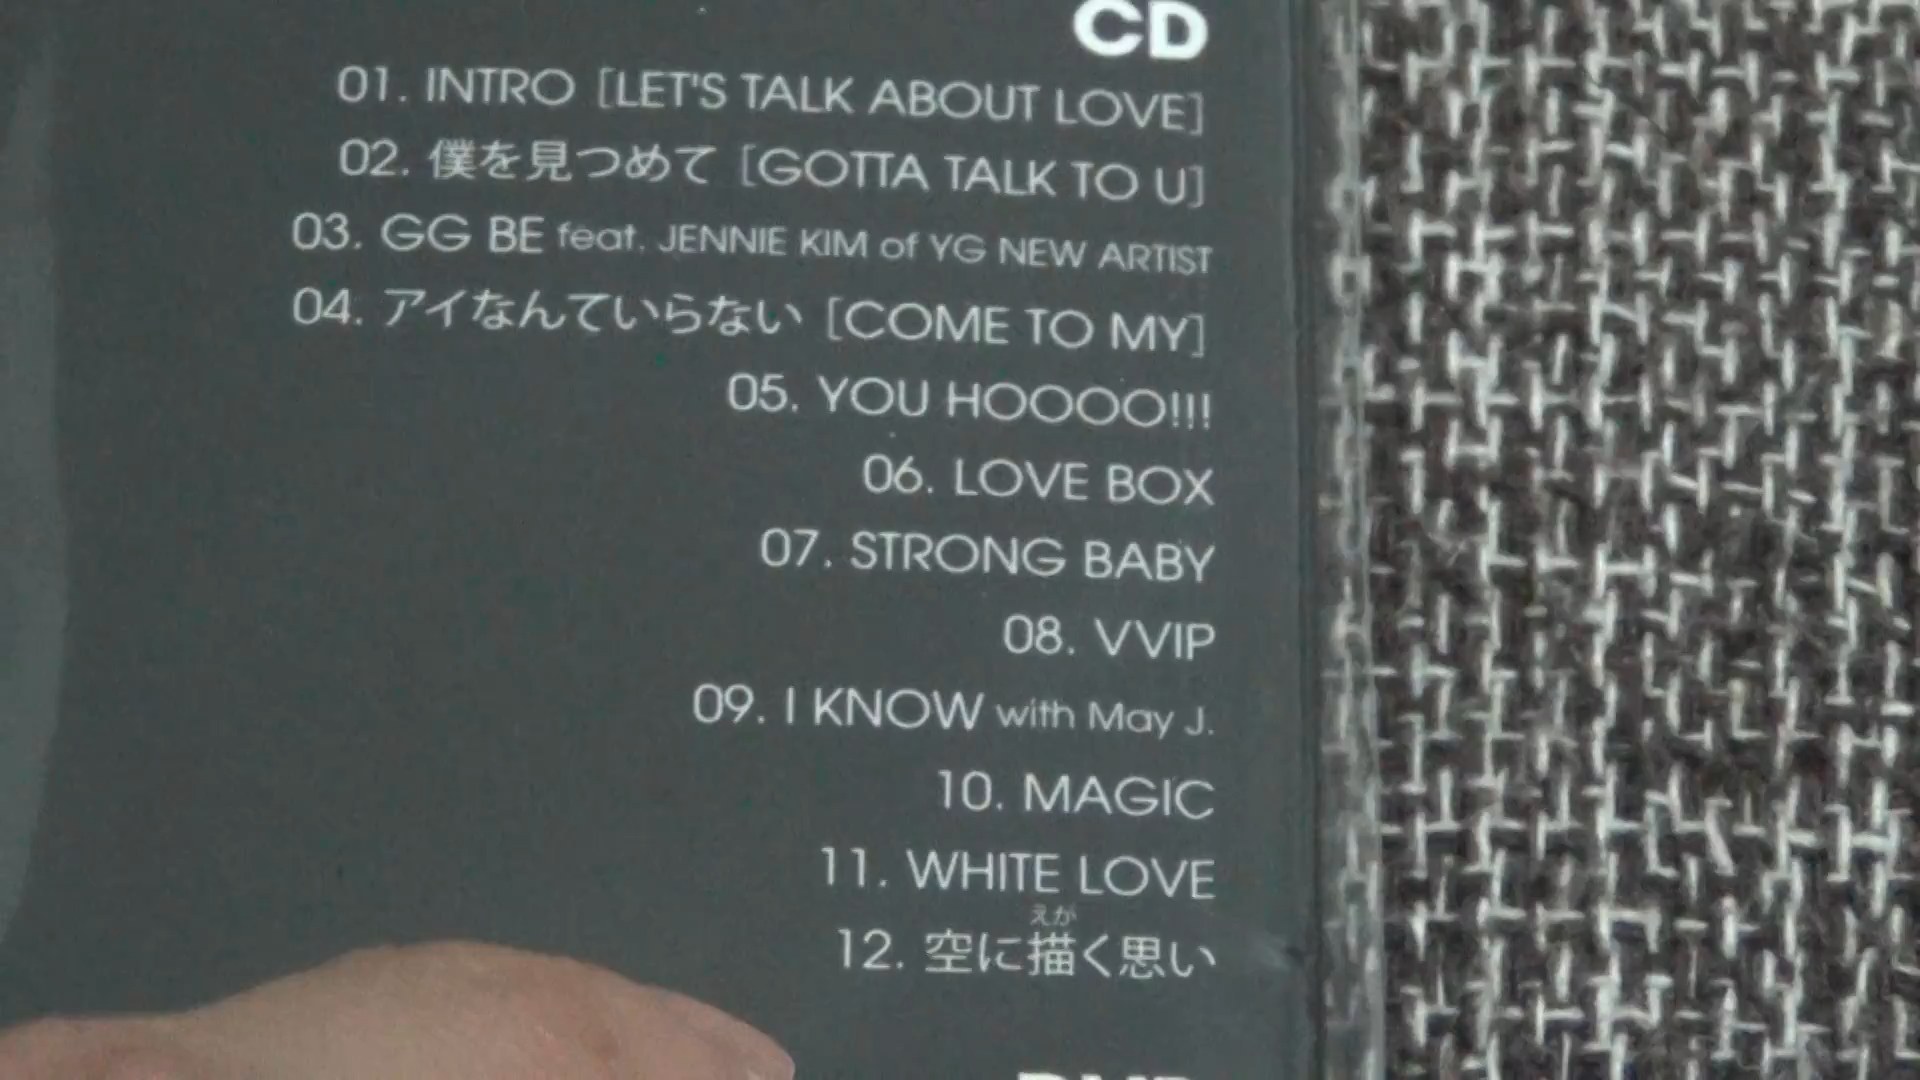 CD
01. INTRO [LET'S TALK ABOUT LOVE]
02. 僕を見つめて [GOTTA TALK TO U]
03. GG BE feat. JENNIE KIM of YG NEW ARTIST
04. アイなんていらない [COME TO MY]
05. YOU HOOOO!!!
06. LOVE BOX
07. STRONG BABY
08. VVIP
09. I KNOW with May J.
10. MAGIC
11. WHITE LOVE
えが
12. 空に描く思い